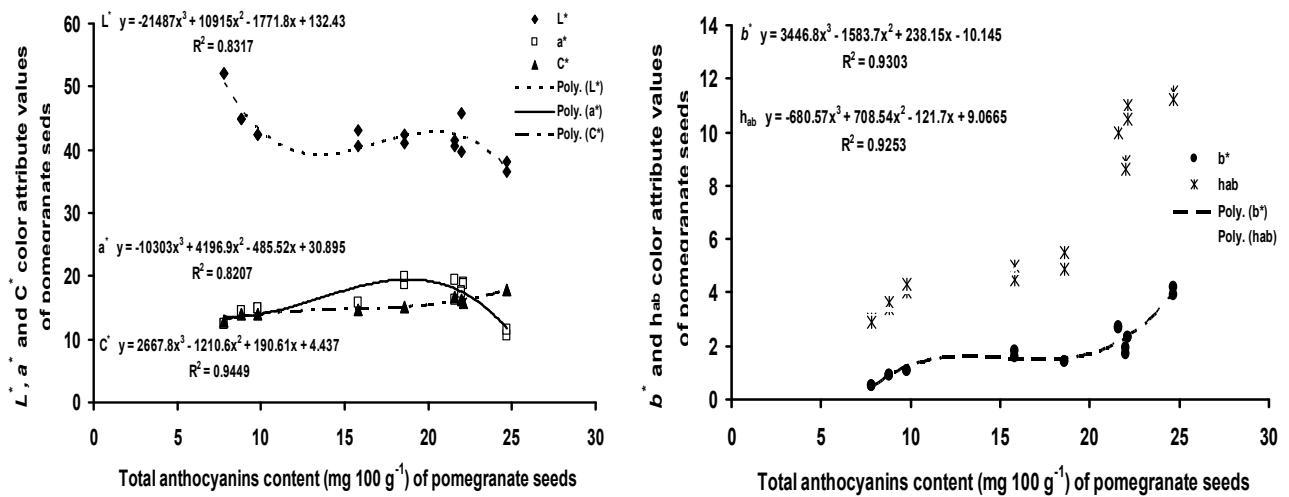 L* y = -21487x³ + 10915x² - 1771.8x + 132.43
R² = 0.8317
a* y = -10303x³ + 4196.9x² - 485.52x + 30.895
R² = 0.8207
C* y = 2667.8x³ - 1210.6x² + 190.61x + 4.437
R² = 0.9449
L*
a*
C*
Poly. (L*)
Poly. (a*)
Poly. (C*)
60
50
40
30
20
10
0
0 5 10 15 20 25 30
L*, a* and C* color attribute values
of pomegranate seds
Total anthocyanins content (mg 100 g⁻¹) of pomegranate seeds
b* y = 3446.8x³ - 1583.7x² + 238.15x - 10.145
R² = 0.9303
hab y = -680.57x³ + 708.54x² - 121.7x + 9.0665
R² = 0.9253
b*
hab
Poly. (b*)
Poly. (hab)
14
12
10
8
6
4
2
0
0 5 10 15 20 25 30
b* and hab color attribute values
of pomegranate seeds
Total anthocyanins content (mg 100 g⁻¹) of pomegranate seeds